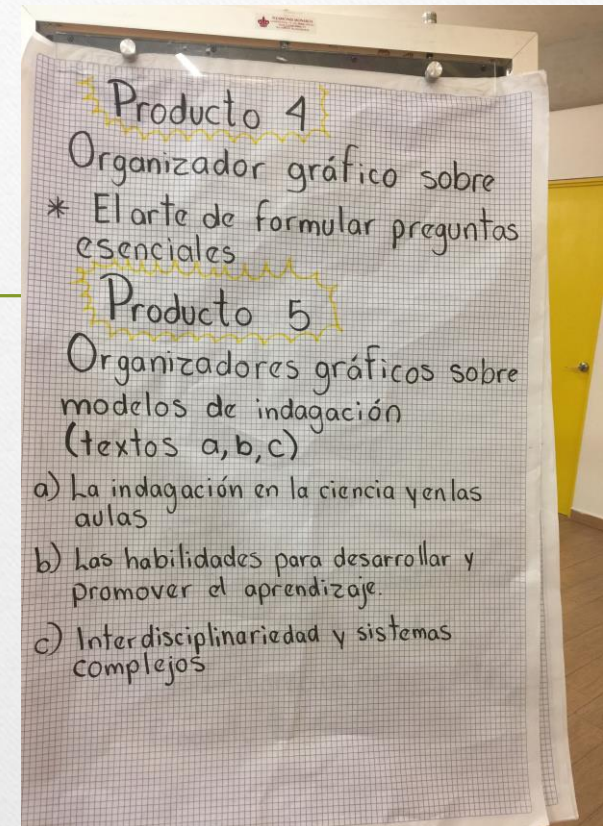 Producto 4
Organizador gráfico sobre
* El arte de formular preguntas
esenciales
Producto 5
Organizadores gráficos sobre
modelos de indagación
(textos a, b, c)
a) La indagación en la ciencia y en las
aulas
b) Las habilidades para desarrollar y
promover el aprendizaje.
c) Interdisciplinariedad y sistemas
complejos